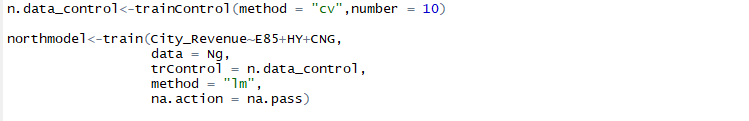 n.data_control<-trainControl(method = "cv",number = 10)
northmodel<-train(City_Revenue~E85+HY+CNG,
data = Ng,
trControl = n.data_control,
method = "lm",
na.action = na.pass)